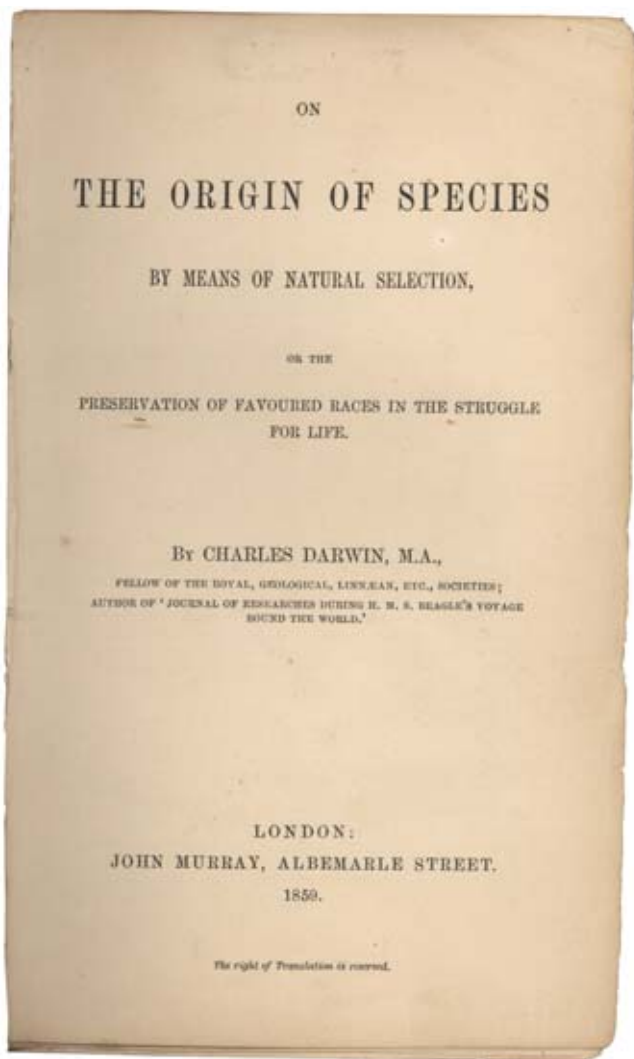 ON
THE ORIGIN OF SPECIES
BY MEANS OF NATURAL SELECTION,
OR THE
PRESERVATION OF FAVOURED RACES IN THE STRUGGLE
FOR LIFE.
BY CHARLES DARWIN, M.A.,
FELLOW OF THE ROYAL, GEOLOGICAL, LINNÆAN, ETC., SOCIETIES;
AUTHOR OF 'JOURNAL OF RESEARCHES DURING H. M. S. BEAGLE'S VOYAGE
ROUND THE WORLD.'
LONDON:
JOHN MURRAY, ALBEMARLE STREET.
1859.
The right of Translation is reserved.